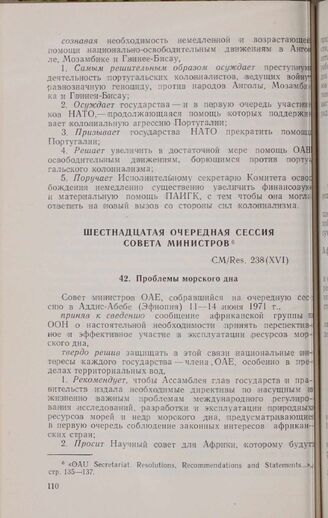 сознавая необходимость немедленной и возрастающей
помощи национально-освободительным движениям в Анго-
ле, Мозамбике и Гвинее-Бисау,
1. Самым решительным образом осуждает преступную
деятельность португальских колониалистов, ведущих войну,
равнозначную геноциду, против народов Анголы, Мозамби-
ка и Гвинеи-Бисау;
2. Осуждает государства — и в первую очередь участни-
ков НАТО, — продолжающаяся помощь которых поддержи-
вает колониальную агрессию Португалии;
3. Призывает государства НАТО прекратить помощь
Португалии;
4. Решает увеличить в достаточной мере помощь ОАЕ
освободительным движениям, борющимся против порту-
гальского колониализма;
5. Поручает Исполнительному секретарю Комитета осво-
бождения немедленно существенно увеличить финансовую
и материальную помощь ПАИГК, с тем чтобы она могла
ответить на новый вызов со стороны сил колониализма.
ШЕСТНАДЦАТАЯ ОЧЕРЕДНАЯ СЕССИЯ
СОВЕТА МИНИСТРОВ 6
CM/Res. 238(XVI)
42. Проблемы морского дна
Совет министров ОАЕ, собравшийся на очередную сес-
сию в Аддис-Абебе (Эфиопия) 11—14 июня 1971 г.,
приняв к сведению сообщение африканской группы в
ООН о настоятельной необходимости принять перспектив-
ное и эффективное участие в эксплуатации ресурсов мор-
ского дна,
твердо решив защищать в этой связи национальные ин-
тересы каждого государства — члена ОАЕ, особенно в пре-
делах территориальных вод,
1. Рекомендует, чтобы Ассамблея глав государств и пра-
вительств издала необходимые директивы по насущным и
жизненно важным проблемам международного регулиро-
вания исследований, разработки и эксплуатации природных
ресурсов морей и недр морского дна, предусматривающие
в первую очередь соблюдение законных интересов африкан-
ских стран;
2. Просит Научный совет для Африки, которому будут
6 «OAU Secretariat. Resolutions, Recommendations and Statements...»,
стр. 135—137.
110